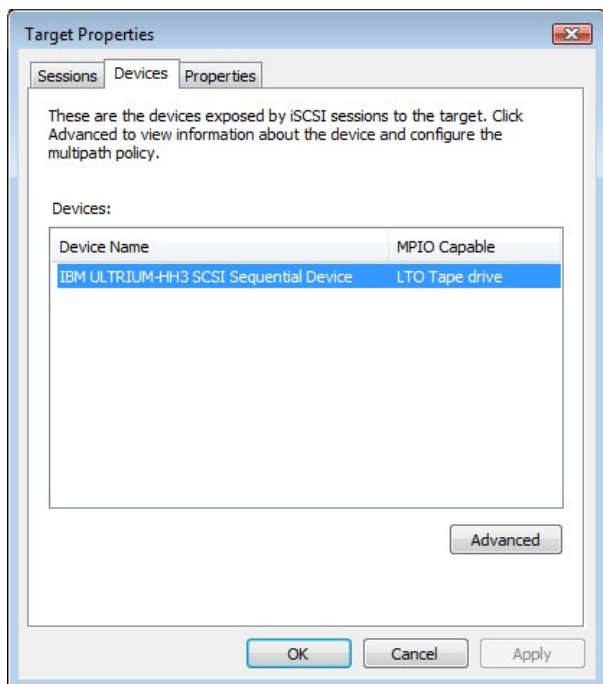 Target Properties
Sessions Devices Properties
These are the devices exposed by iSCSI sessions to the target. Click
Advanced to view information about the device and configure the
multipath policy.
Devices:
Device Name MPIO Capable
IBM ULTRIUM-HH3 SCSI Sequential Device LTO Tape drive
Advanced
OK Cancel Apply